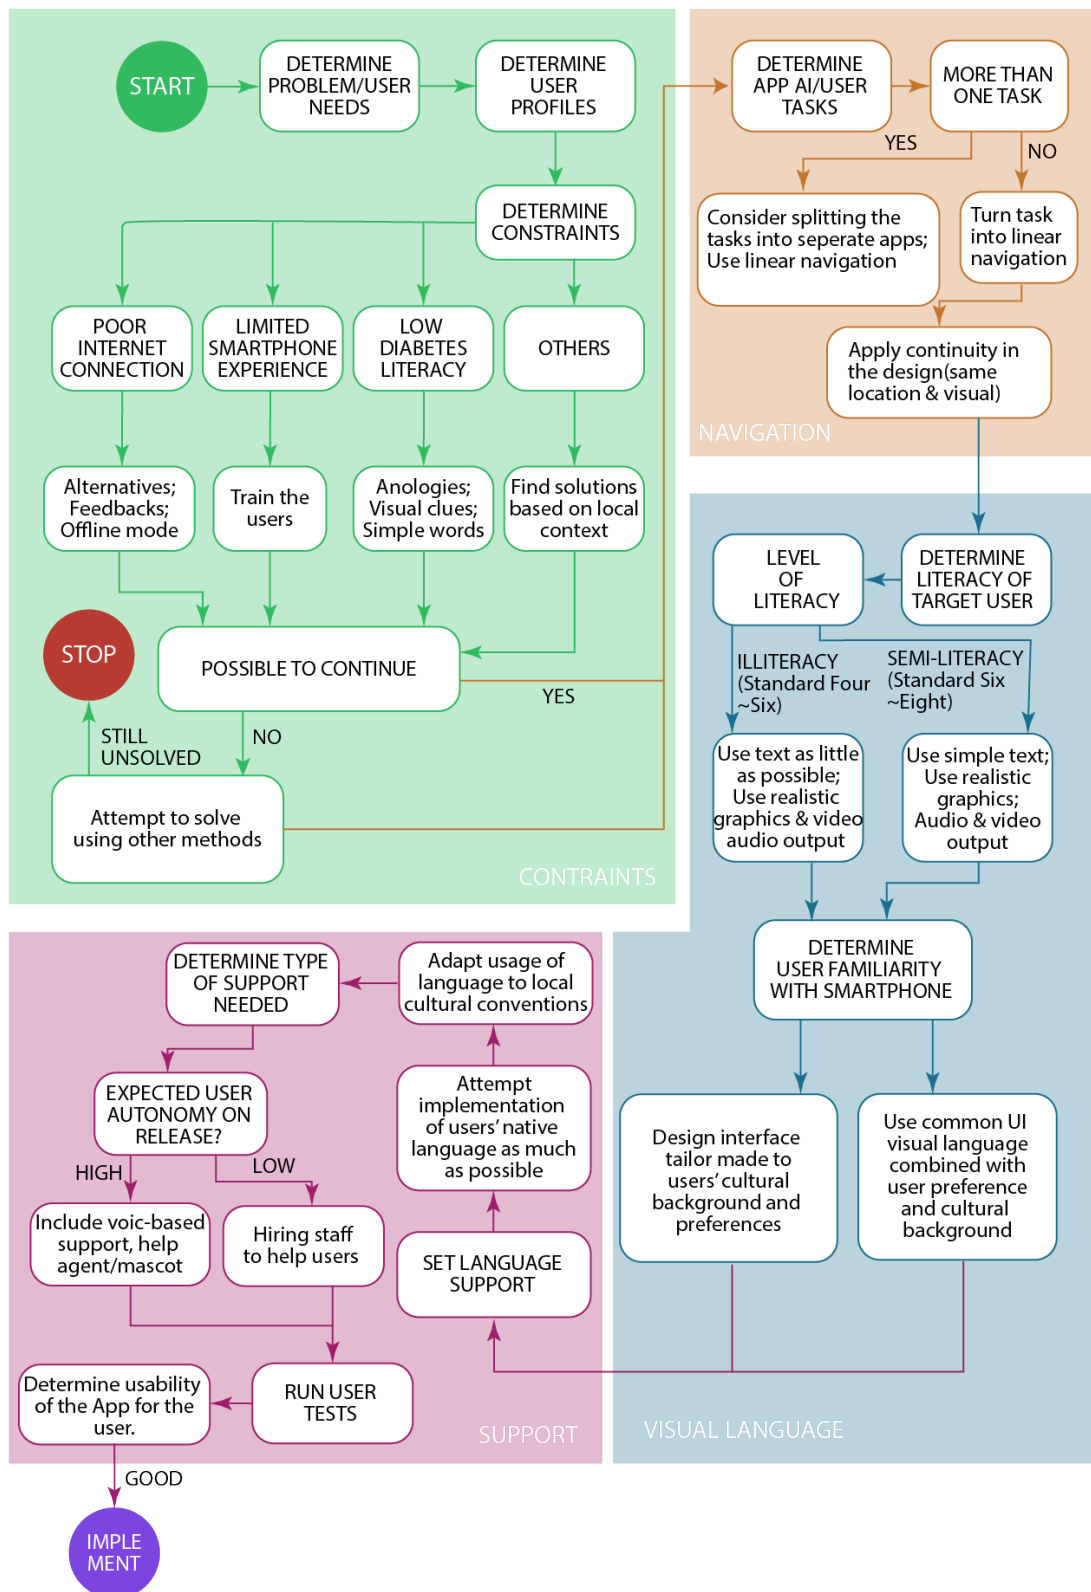 START
DETERMINE
PROBLEM/USER
NEEDS
DETERMINE
USER
PROFILES
DETERMINE
CONSTRAINTS
POOR
INTERNET
CONNECTION
LIMITED
SMARTPHONE
EXPERIENCE
LOW
DIABETES
LITERACY
OTHERS
Alternatives;
Feedbacks;
Offline mode
Train the
users
Anologies;
Visual clues;
Simple words
Find solutions
based on local
context
STOP
POSSIBLE TO CONTINUE
YES
STILL
UNSOLVED
NO
Attempt to solve
using other methods
CONTRAINTS
DETERMINE
APP AI/USER
TASKS
MORE THAN
ONE TASK
YES
NO
Consider splitting the
tasks into seperate apps;
Use linear navigation
Turn task
into linear
navigation
Apply continuity in
the design(same
location & visual)
NAVIGATION
LEVEL
OF
LITERACY
DETERMINE
LITERACY OF
TARGET USER
ILLITERACY
(Standard Four
~Six)
SEMI-LITERACY
(Standard Six
~Eight)
Use text as little
as possible;
Use realistic
graphics & video
audio output
Use simple text;
Use realistic
graphics;
Audio & video
output
DETERMINE
USER FAMILIARITY
WITH SMARTPHONE
Design interface
tailor made to
users' cultural
background and
preferences
Use common UI
visual language
combined with
user preference
and cultural
background
VISUAL LANGUAGE
DETERMINE TYPE
OF SUPPORT
NEEDED
Adapt usage of
language to local
cultural conventions
EXPECTED USER
AUTONOMY ON
RELEASE?
Attempt
implementation
of users' native
language as much
as possible
HIGH
LOW
Include voic-based
support, help
agent/mascot
Hiring staff
to help users
SET LANGUAGE
SUPPORT
Determine usability
of the App for the
user.
RUN USER
TESTS
SUPPORT
GOOD
IMPLE
MENT